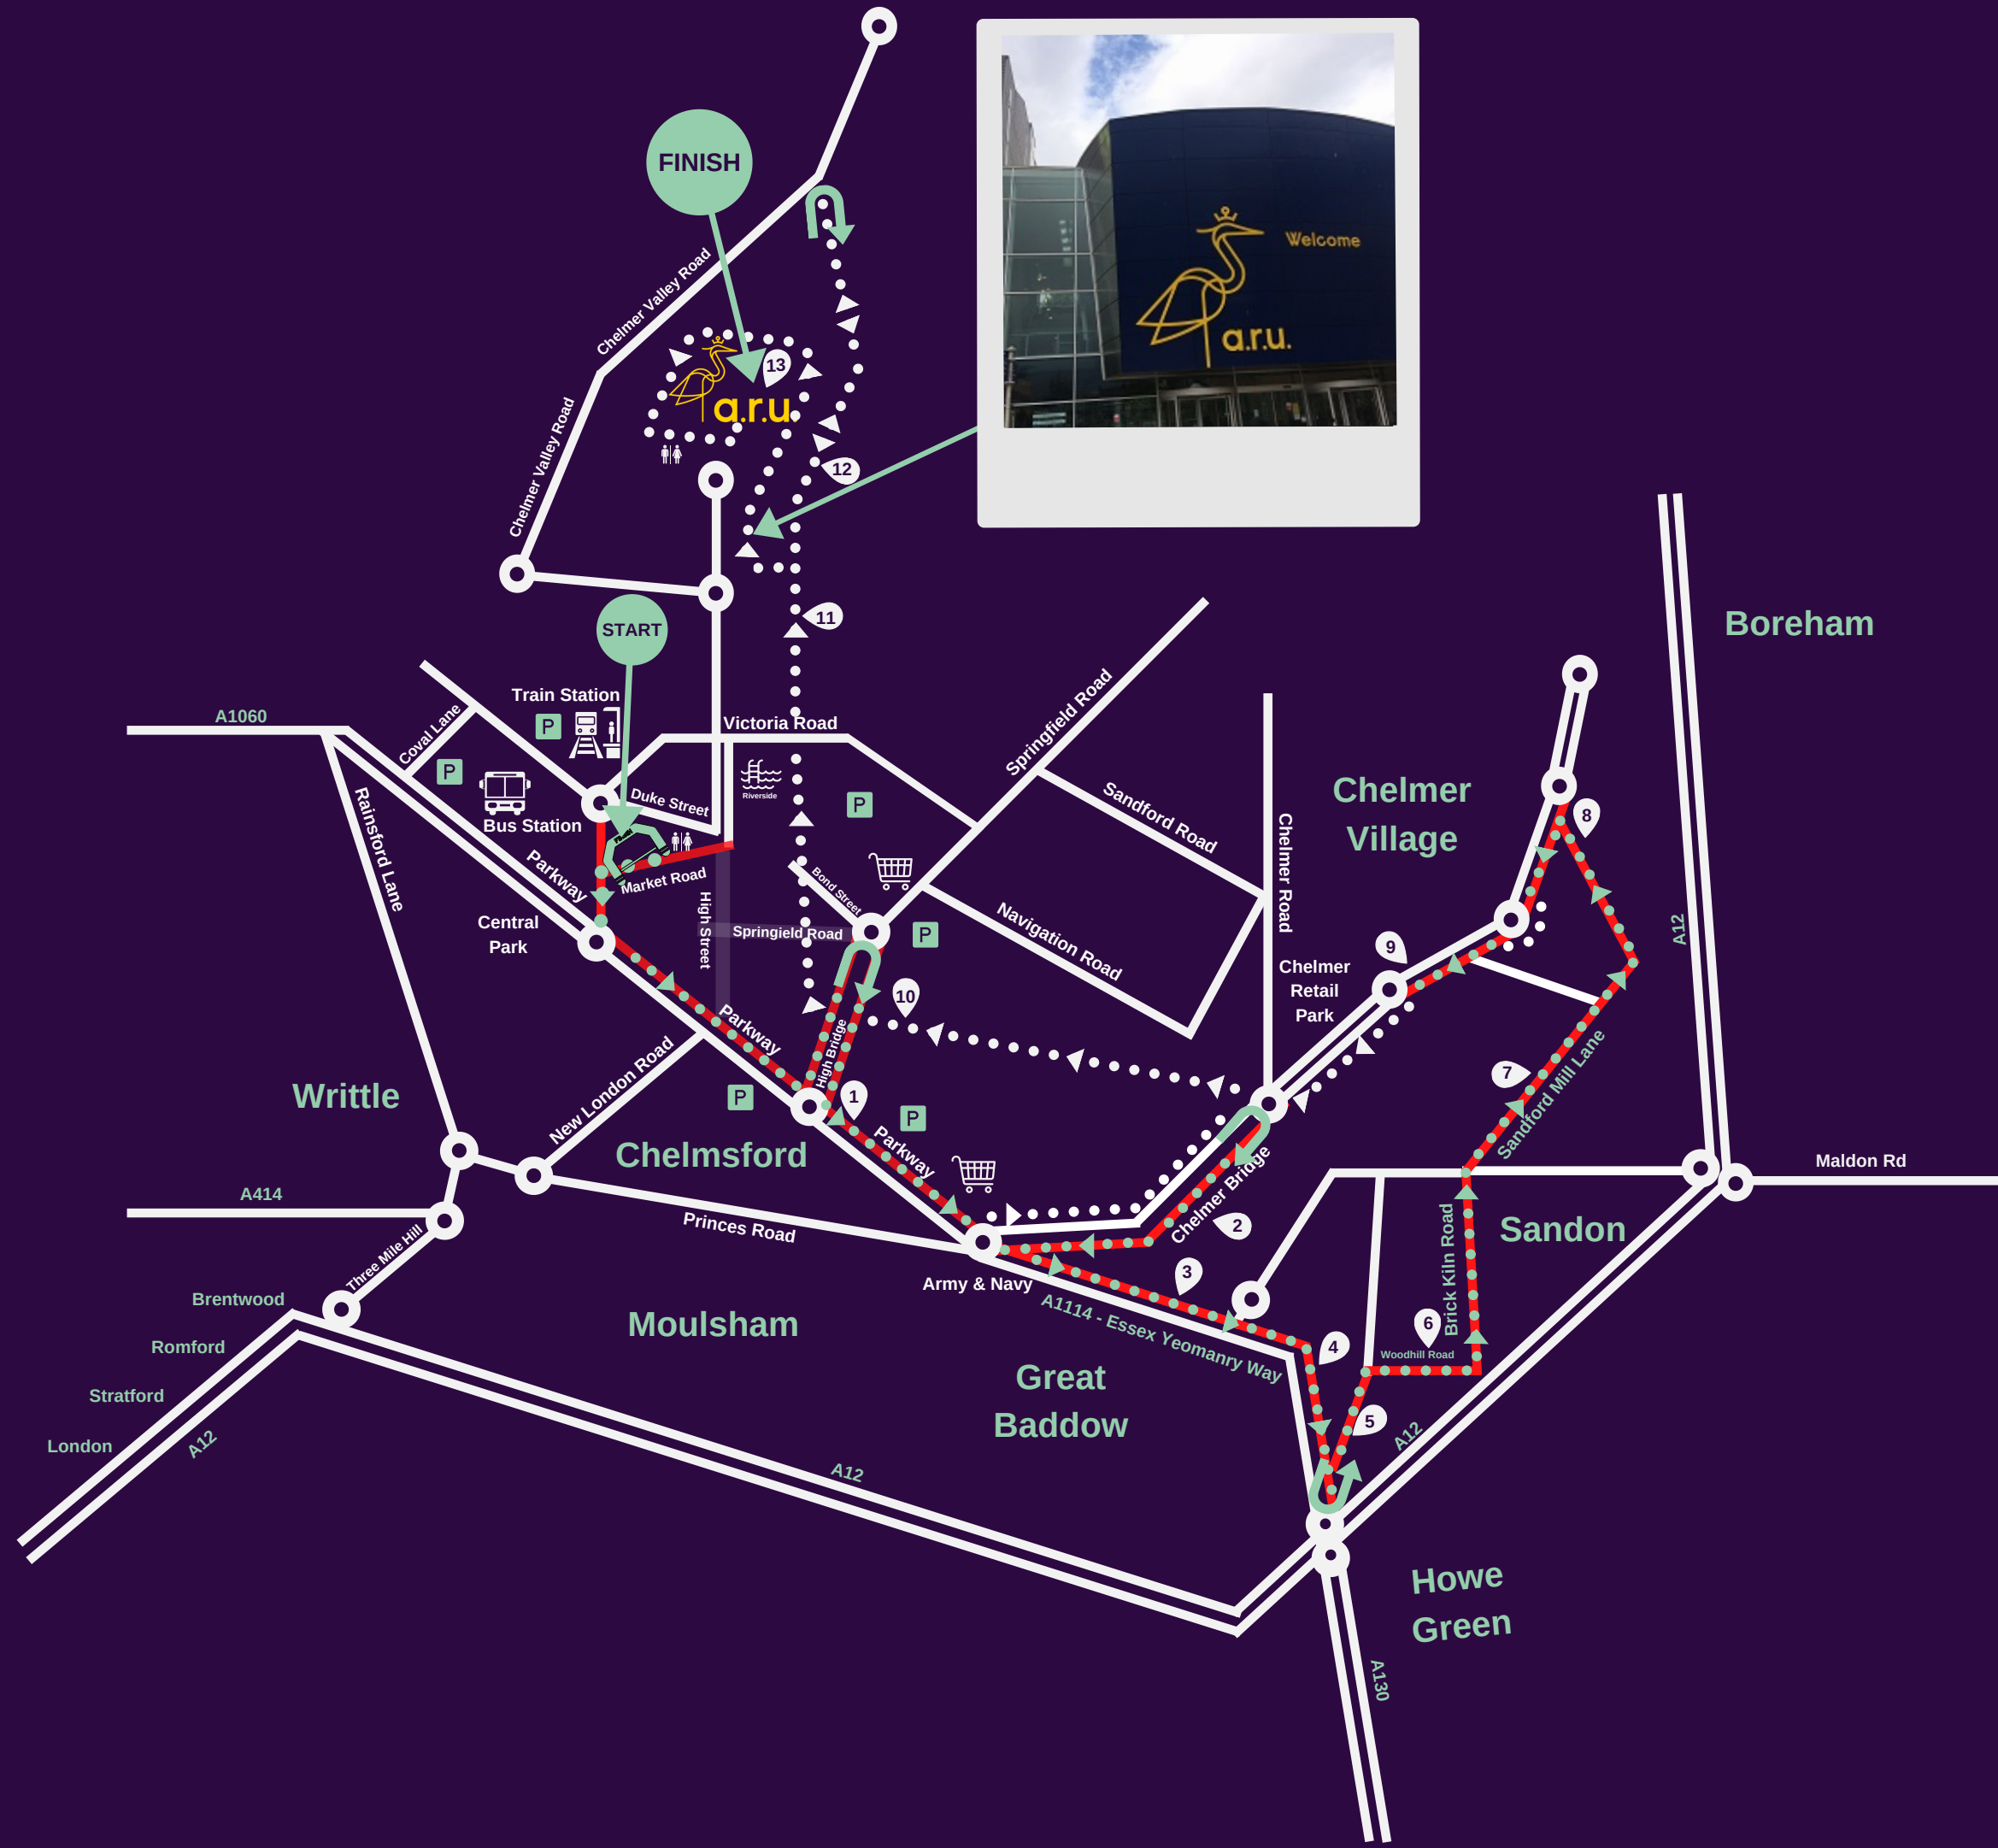 FINISH
Welcome
a.r.u.
Chelmer Valley Road
13
a.r.u
Chelmer Valley Road
12
11
START
Boreham
Train Station
P
A1060
Coval Lane
Victoria Road
Springfield Road
P
Riverside
P
Chelmer
Village
8
Duke Street
Sandford Road
Bus Station
Rainsford Lane
Parkway
Market Road
Bond Street
Chelmer Road
High Street
Central
Park
Springield Road
P
Navigation Road
A12
9
Chelmer
Retail
Park
10
Parkway
High Bridge
New London Road
7
Sandford Mill Lane
Writtle
P
1
P
Parkway
Chelmsford
Maldon Rd
A414
Princes Road
Chelmer Bridge
2
Brick Kiln Road
Sandon
Three Mile Hill
Army & Navy
3
A1114 - Essex Yeomanry Way
Brentwood
Moulsham
6
Woodhill Road
4
Romford
Great
Baddow
Stratford
5
A12
London
A12
A12
Howe
Green
A130